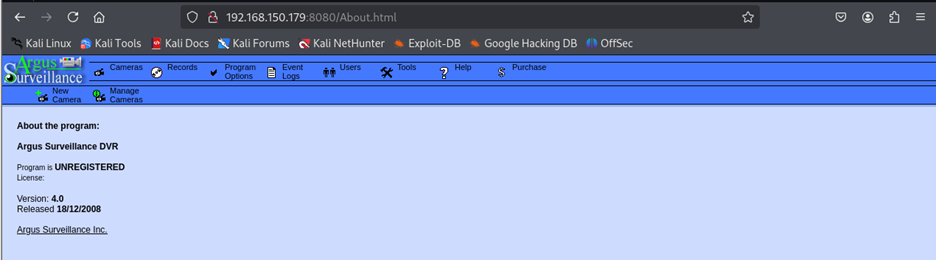 192.168.150.179:8080/About.html
Kali Linux Kali Tools Kali Docs Kali Forums Kali NetHunter Exploit-DB Google Hacking DB OffSec
Argus
Surveillance
Cameras Records Program Options Event Logs Users Tools Help Purchase
New Camera Manage Cameras
About the program:
Argus Surveillance DVR
Program is UNREGISTERED
License:
Version: 4.0
Released 18/12/2008
Argus Surveillance Inc.